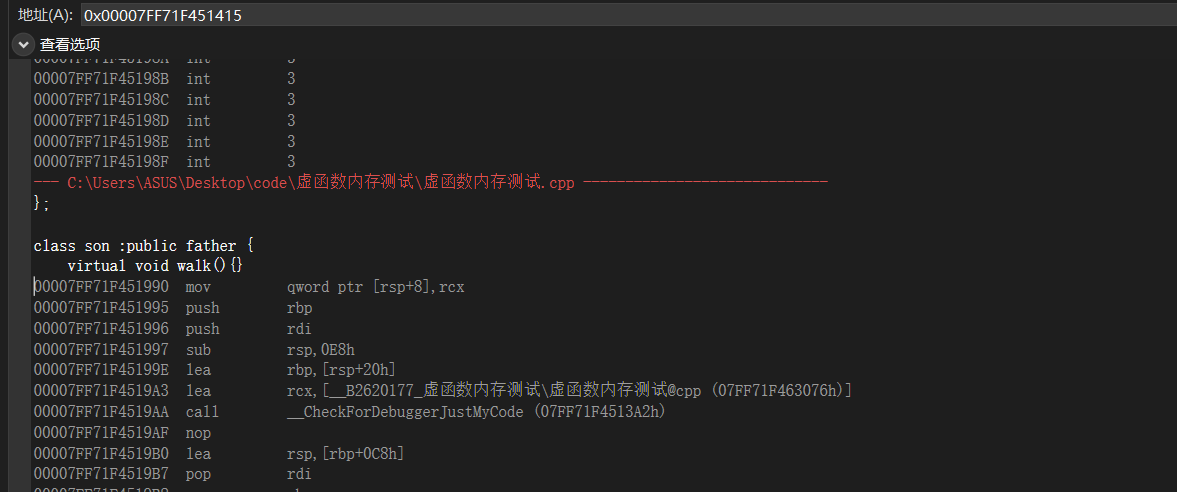 地址(A): 0x00007FF71F451415
查看选项
00007FF71F45198A int 3
00007FF71F45198B int 3
00007FF71F45198C int 3
00007FF71F45198D int 3
00007FF71F45198E int 3
00007FF71F45198F int 3
--- C:\Users\ASUS\Desktop\code\虚函数内存测试\虚函数内存测试.cpp -----------------------------
};
class son :public father {
virtual void walk(){}
00007FF71F451990 mov qword ptr [rsp+8],rcx
00007FF71F451995 push rbp
00007FF71F451996 push rdi
00007FF71F451997 sub rsp,0E8h
00007FF71F45199E lea rbp,[rsp+20h]
00007FF71F4519A3 lea rcx,[__B2620177_虚函数内存测试\虚函数内存测试@cpp (07FF71F463076h)]
00007FF71F4519AA call __CheckForDebuggerJustMyCode (07FF71F4513A2h)
00007FF71F4519AF nop
00007FF71F4519B0 lea rsp,[rbp+0C8h]
00007FF71F4519B7 pop rdi